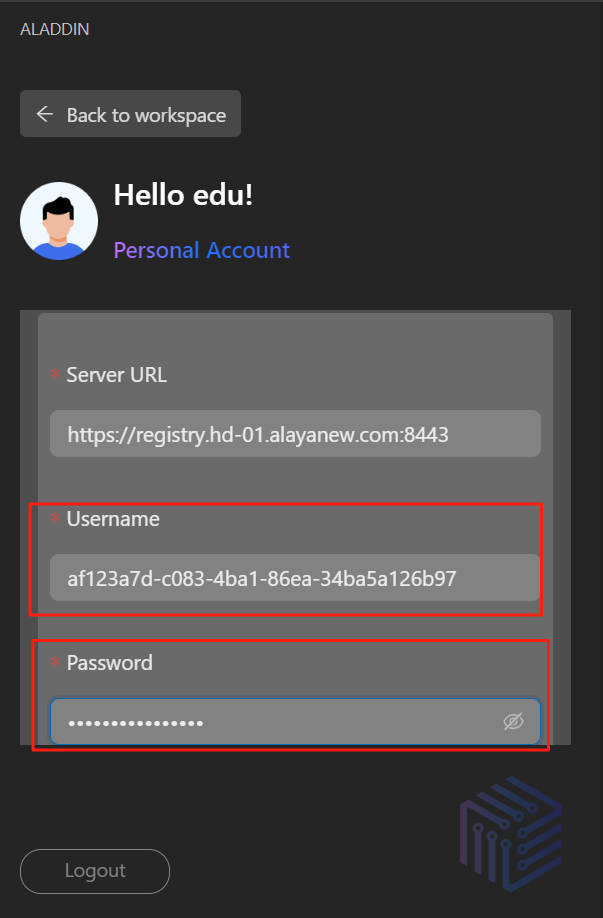 ALADDIN
Back to workspace
Hello edu!
Personal Account
* Server URL
https://registry.hd-01.alayanew.com:8443
* Username
af123a7d-c083-4ba1-86ea-34ba5a126b97
* Password
••••••••••••••••
Logout